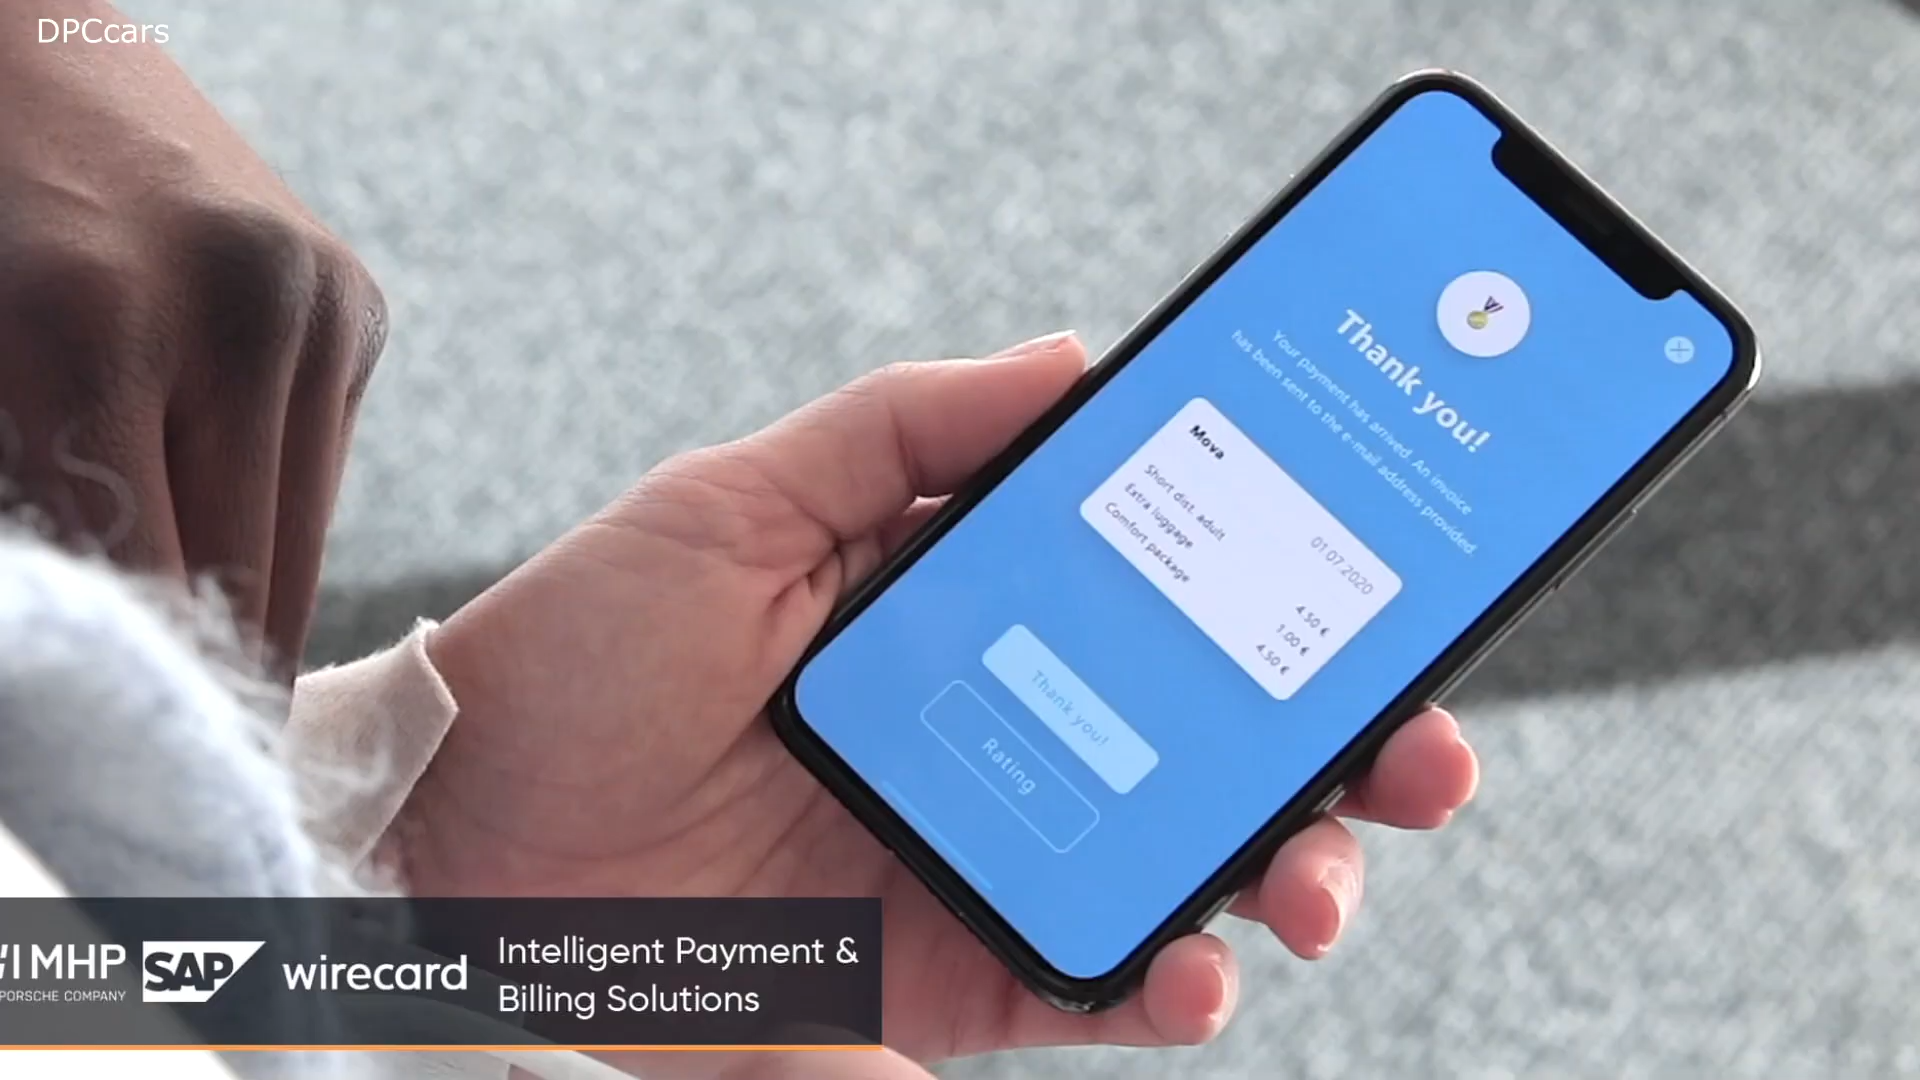 DPCcars
Thank you!
Your payment has arrived. An invoice
has been sent to the e-mail address provided.
Mova
01.07.2020
Short dist. adult 4.50 €
Extra luggage 1.00 €
Comfort package 4.50 €
Thank you!
Rating
MHP
PORSCHE COMPANY
SAP
wirecard
Intelligent Payment &
Billing Solutions